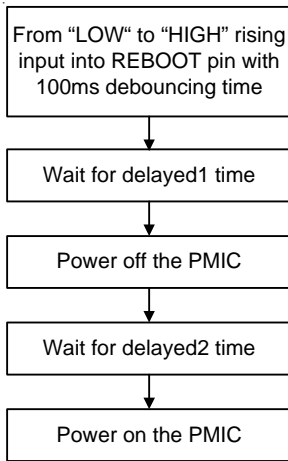 From “LOW“ to “HIGH” rising
input into REBOOT pin with
100ms debouncing time
Wait for delayed1 time
Power off the PMIC
Wait for delayed2 time
Power on the PMIC